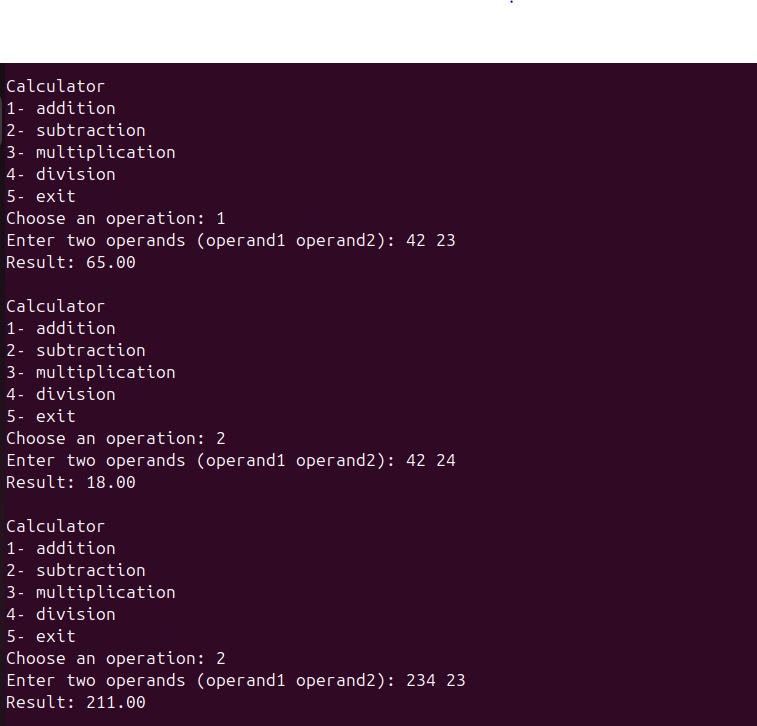 Calculator
1- addition
2- subtraction
3- multiplication
4- division
5- exit
Choose an operation: 1
Enter two operands (operand1 operand2): 42 23
Result: 65.00
Calculator
1- addition
2- subtraction
3- multiplication
4- division
5- exit
Choose an operation: 2
Enter two operands (operand1 operand2): 42 24
Result: 18.00
Calculator
1- addition
2- subtraction
3- multiplication
4- division
5- exit
Choose an operation: 2
Enter two operands (operand1 operand2): 234 23
Result: 211.00